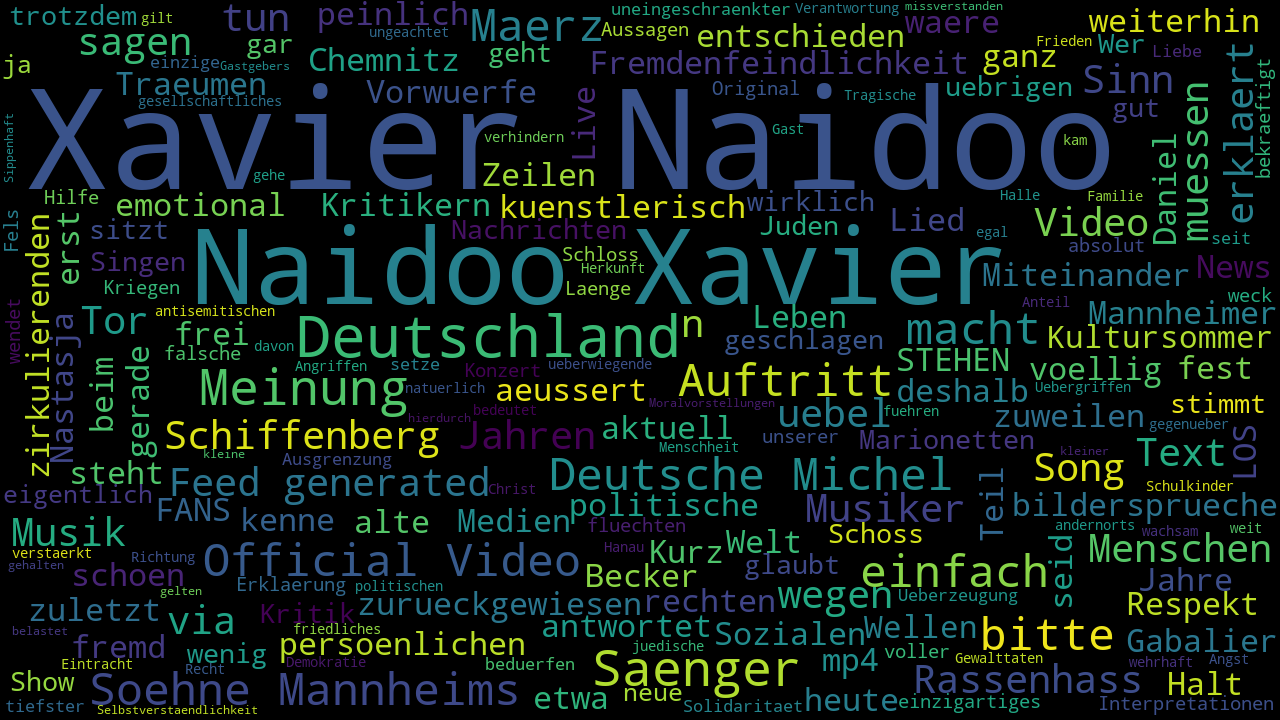 trotzdem gilt tun peinlich Maerz uneingeschraenkter Verantwortung missverstanden waere weiterhin
ungeachtet Aussagen entschieden Frieden Wer Liebe
sagen gar einzige Gastgebers Chemnitz geht Fremdenfeindlichkeit ganz
ja Traeumen Vorwuerfe Original Tragische uebrigen Sinn erklaert bekraeftigt
gesellschaftliches Live gut
Xavier Naidoo
Sippenhaft verhindern Gast kam Daniel muessen
gehe Zeilen
Hilfe emotional Kritikern kuenstlerisch wirklich Halle Familie
Fels zirkulierenden erst sitzt Nachrichten Juden Lied egal Video seit
Naidoo Xavier
Singen Schloss Herkunft absolut News
Kriegen Laenge Miteinander weck
wendet Nastasja Tor antisemitischen Anteil Mannheimer
Deutschland n Leben macht Kultursommer
frei falsche davon geschlagen
beim gerade Angriffen setze Konzert ueberwiegende STEHEN voellig fest
Meinung natuerlich aeussert Auftritt deshalb Uebergriffen
hierdurch bedeutet Moralvorstellungen uebel fuehren zuweilen stimmt
Schiffenberg Jahren aktuell unserer Marionetten gegenueber LOS
kleine Menschheit kleiner
steht Ausgrenzung Deutsche Michel Song Text
Feed generated Christ Schulkinder
eigentlich FANS politische Musiker Teil bildersprueche
Musik kenne alte Medien fluechten Schoss andernorts wachsam weit
verstaerkt Richtung Hanau Kurz Welt seid Menschen
gehalten schoen Official Video Becker glaubt einfach Jahre
gelten Erklaerung politischen wegen Ueberzeugung
zuletzt via Kritik zurueckgewiesen rechten Respekt
belastet friedliches antwortet Sozialen Wellen bitte Gabalier
fremd wenig persoenlichen juedische voller
Eintracht Recht Demokratie beduerfen Gewalttaten wehrhaft Angst
Show Saenger mp4 Rassenhass Halt
Soehne Mannheims etwa neue
tiefster Selbstverstaendlichkeit Solidaritaet heute einzigartiges Interpretationen